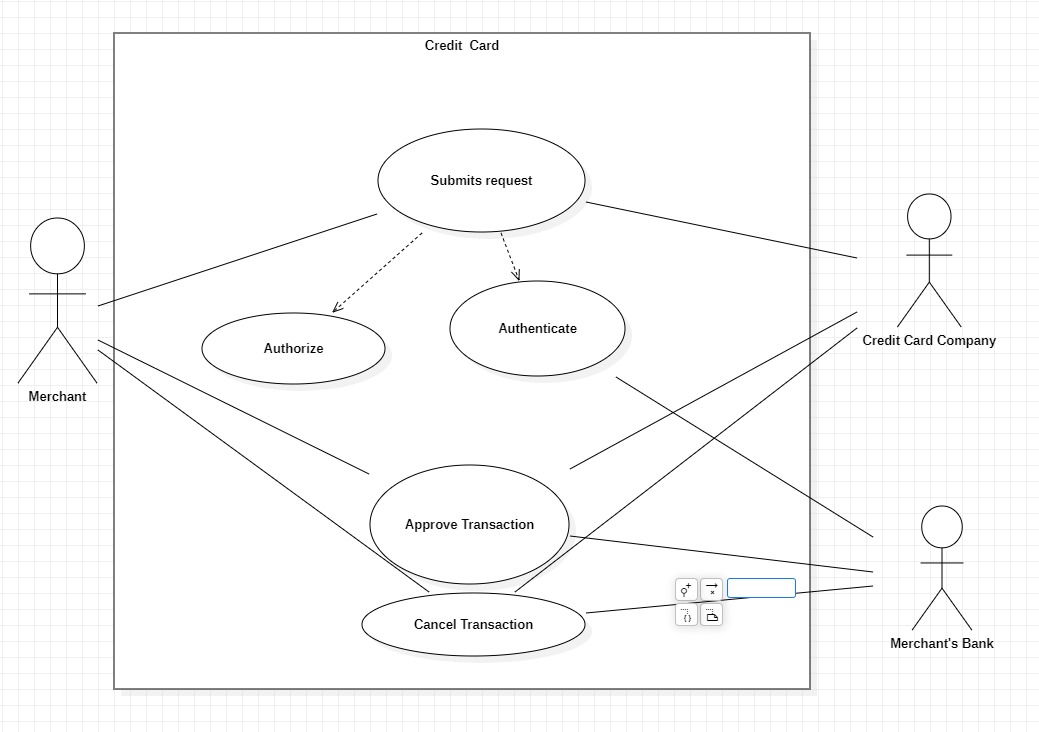 Credit  Card
Submits request
Authorize
Authenticate
Merchant
Credit Card Company
Approve Transaction
Cancel Transaction
Merchant's Bank